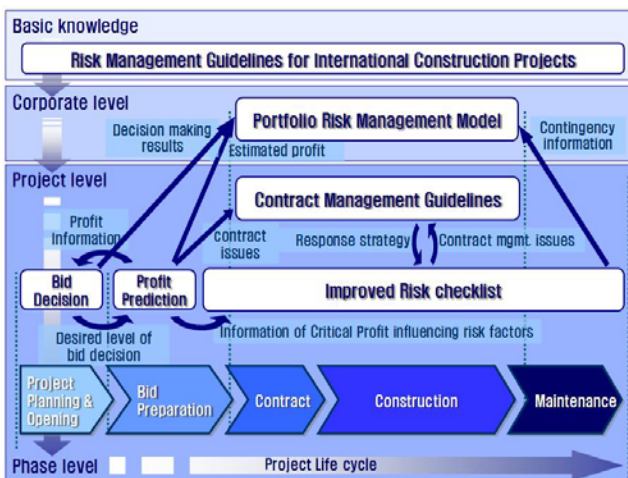 Basic knowledge
Risk Management Guidelines for International Construction Projects
Corporate level
Decision making
results
Portfolio Risk Management Model
Estimated profit
Contingency
information
Project level
Contract Management Guidelines
Profit
Information
Contract
issues
Response strategy
Contract mgmt. issues
Bid
Decision
Profit
Prediction
Improved Risk checklist
Desired level of
bid decision
Information of Critical Profit influencing risk factors
Project
Planning &
Opening
Bid
Preparation
Contract
Construction
Maintenance
Phase level
Project Life cycle